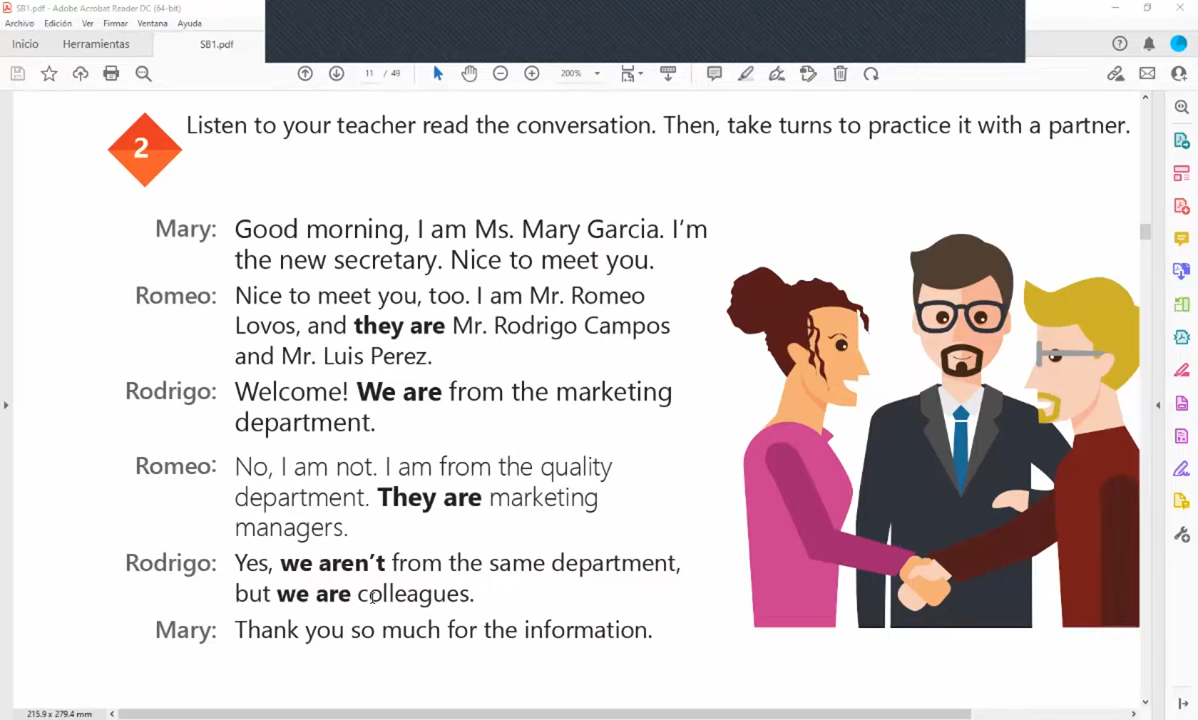 SB1.pdf - Adobe Acrobat Reader DC (64-bit)
Archivo Edición Ver Firmar Ventana Ayuda
Inicio Herramientas SB1.pdf
11 / 49 200%
2 Listen to your teacher read the conversation. Then, take turns to practice it with a partner.
Mary: Good morning, I am Ms. Mary Garcia. I'm
the new secretary. Nice to meet you.
Romeo: Nice to meet you, too. I am Mr. Romeo
Lovos, and they are Mr. Rodrigo Campos
and Mr. Luis Perez.
Rodrigo: Welcome! We are from the marketing
department.
Romeo: No, I am not. I am from the quality
department. They are marketing
managers.
Rodrigo: Yes, we aren't from the same department,
but we are colleagues.
Mary: Thank you so much for the information.
215.9 x 279.4 mm